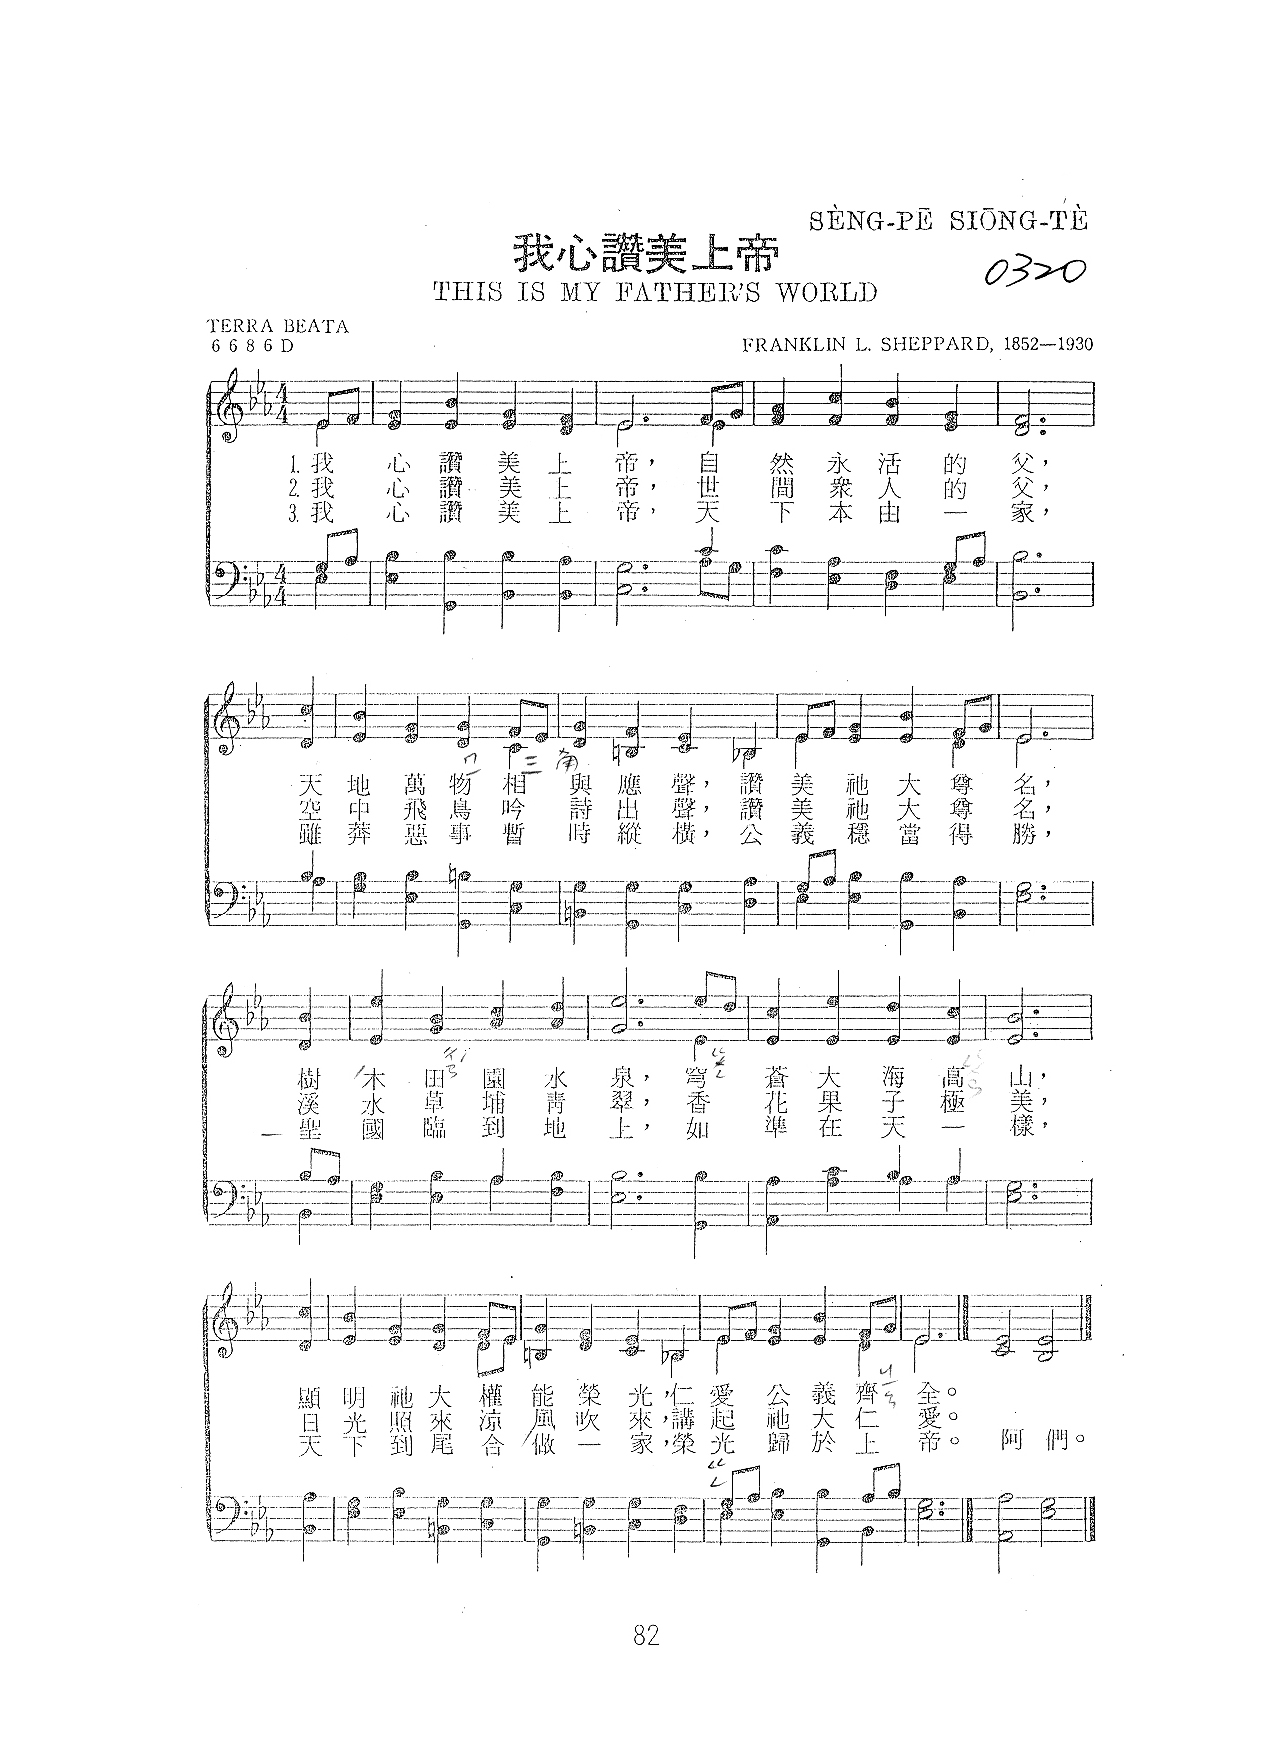 SÈNG-PĒ SIŌNG-TÈ
我心讚美上帝
0320
THIS IS MY FATHER'S WORLD
TERRA BEATA
6 6 8 6 D
FRANKLIN L. SHEPPARD, 1852—1930
1. 我心讚美上帝，自然永活的父，
2. 我心讚美上帝，世間衆人的父，
3. 我心讚美上帝，天下本由一家，
天地萬物相與應聲，讚美祂大尊名，
空中飛鳥吟詩出聲，讚美祂大尊名，
雖莽惡事暫時縱橫，公義穩當得勝，
樹木田園水泉，穹蒼大海高山，
溪水草埔靑翠，香花果子極美，
聖國臨到地上，如準在天一樣，
顯明祂大權能榮光，仁愛公義齊全。
日光照來涼風吹來，講起祂大仁愛。
天下到尾合做一家，榮光歸於上帝。 阿們。
82